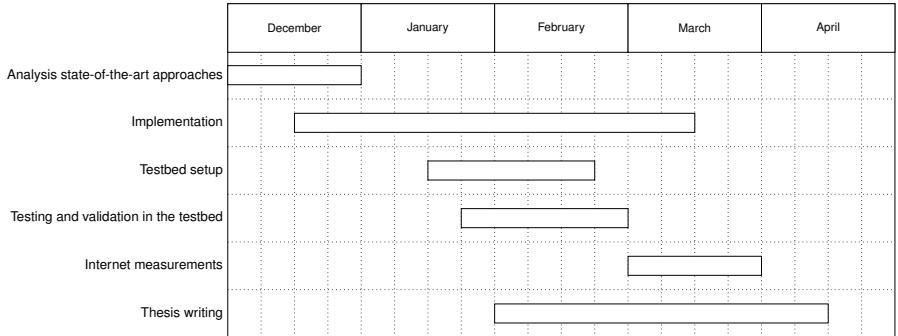 December January February March April
Analysis state-of-the-art approaches
Implementation
Testbed setup
Testing and validation in the testbed
Internet measurements
Thesis writing